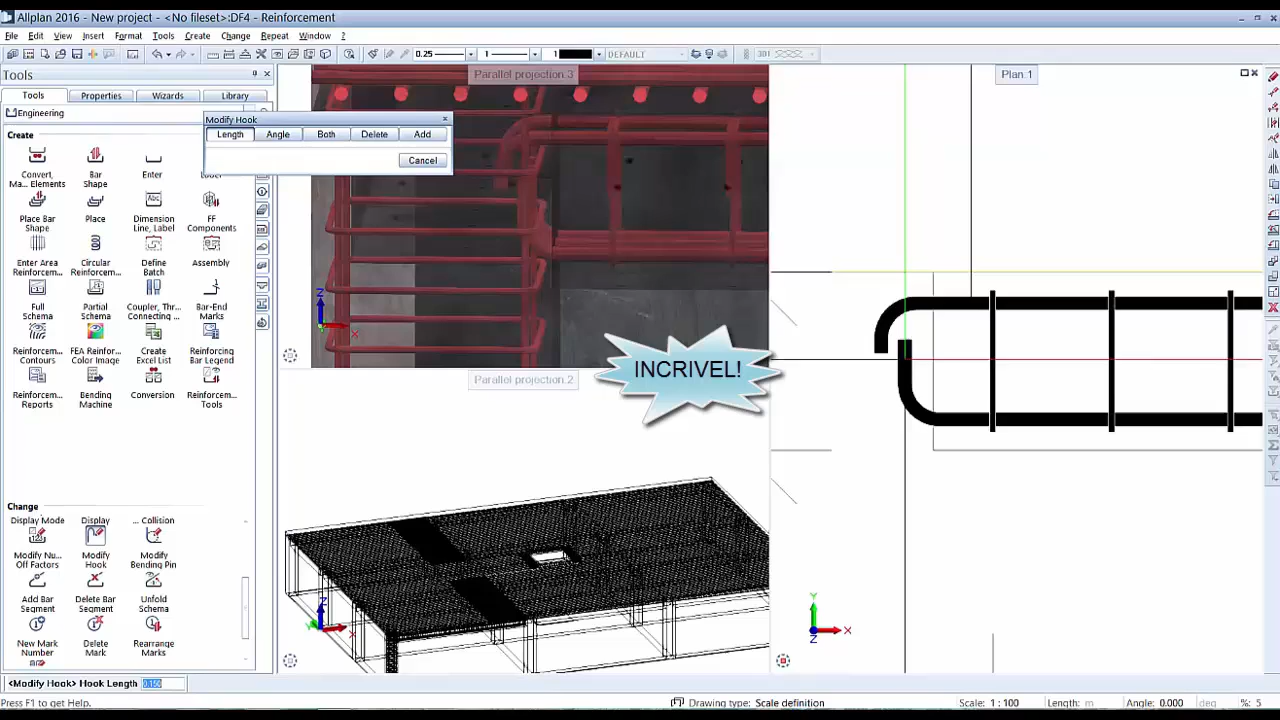 Allplan 2016 - New project - <No fileset>:DF4 - Reinforcement
File Edit View Insert Format Tools Create Change Repeat Window ?
0.25 1 1 DEFAULT 301
Tools
Tools Properties Wizards Library
Engineering
Create
Convert, Ma... Elements
Bar Shape
Enter
Label
Place Bar Shape
Place
Dimension Line, Label
FF Components
Enter Area Reinforcem...
Circular Reinforcem...
Define Batch
Assembly
Full Schema
Partial Schema
Coupler, Thr... Connecting ...
Bar-End Marks
Reinforcem... Contours
FEA Reinfor... Color Image
Create Excel List
Reinforcing Bar Legend
Reinforcem... Reports
Bending Machine
Conversion
Reinforcem... Tools
Change
Display Mode
Display
... Collision
Modify Nu... Off Factors
Modify Hook
Modify Bending Pin
Add Bar Segment
Delete Bar Segment
Unfold Schema
New Mark Number
Delete Mark
Rearrange Marks
Modify Hook
Length Angle Both Delete Add
Cancel
Parallel projection 3
Z
X
INCRIVEL!
Parallel projection.2
Z
Y
X
Plan.1
Y
X
Z
<Modify Hook> Hook Length 0.150
Press F1 to get Help.
Drawing type: Scale definition
Scale: 1 : 100
Length: m
Angle: 0.000 deg
%: 5